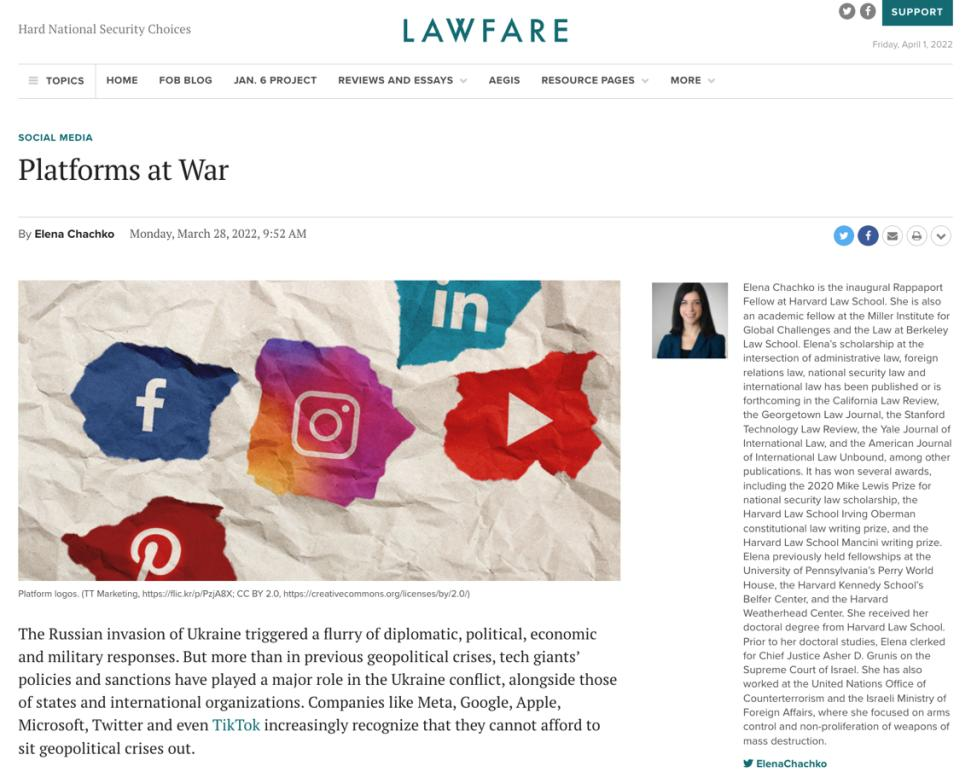 Hard National Security Choices
LAWFARE
SUPPORT
Friday, April 1, 2022
TOPICS
HOME
FOB BLOG
JAN. 6 PROJECT
REVIEWS AND ESSAYS
AEGIS
RESOURCE PAGES
MORE
SOCIAL MEDIA
Platforms at War
By Elena Chachko Monday, March 28, 2022, 9:52 AM
in
Platform logos. (TT Marketing, https://flic.kr/p/PzjA8X; CC BY 2.0, https://creativecommons.org/licenses/by/2.0/)
The Russian invasion of Ukraine triggered a flurry of diplomatic, political, economic
and military responses. But more than in previous geopolitical crises, tech giants’
policies and sanctions have played a major role in the Ukraine conflict, alongside those
of states and international organizations. Companies like Meta, Google, Apple,
Microsoft, Twitter and even TikTok increasingly recognize that they cannot afford to
sit geopolitical crises out.
Elena Chachko is the inaugural Rappaport
Fellow at Harvard Law School. She is also
an academic fellow at the Miller Institute for
Global Challenges and the Law at Berkeley
Law School. Elena’s scholarship at the
intersection of administrative law, foreign
relations law, national security law and
international law has been published or is
forthcoming in the California Law Review,
the Georgetown Law Journal, the Stanford
Technology Law Review, the Yale Journal of
International Law, and the American Journal
of International Law Unbound, among other
publications. It has won several awards,
including the 2020 Mike Lewis Prize for
national security law scholarship, the
Harvard Law School Irving Oberman
constitutional law writing prize, and the
Harvard Law School Mancini writing prize.
Elena previously held fellowships at the
University of Pennsylvania’s Perry World
House, the Harvard Kennedy School’s
Belfer Center, and the Harvard
Weatherhead Center. She received her
doctoral degree from Harvard Law School.
Prior to her doctoral studies, Elena clerked
for Chief Justice Asher D. Grunis on the
Supreme Court of Israel. She has also
worked at the United Nations Office of
Counterterrorism and the Israeli Ministry of
Foreign Affairs, where she focused on arms
control and non-proliferation of weapons of
mass destruction.
ElenaChachko